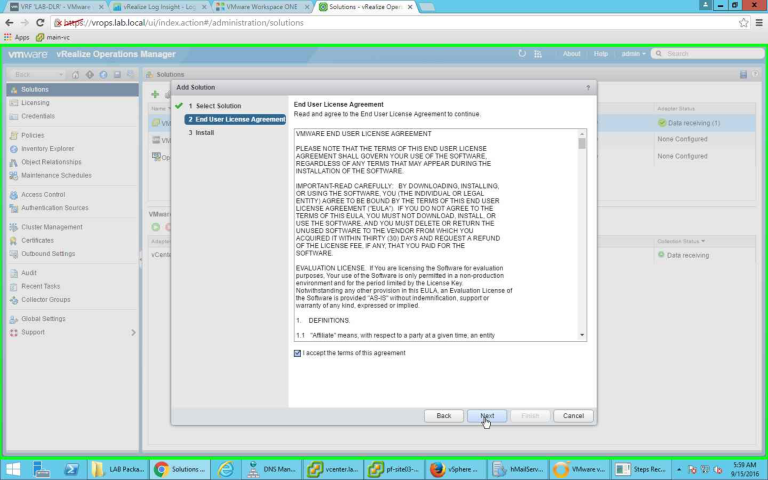 VRF 'LAB-DLR' - VMwar
vRealize Log Insight - Log
VMware Workspace ONE
Solutions - vRealize Oper
https://vrops.lab.local/ui/index.action#/administration/solutions
Apps
main-vc
vmware vRealize Operations Manager
About
Help
admin
Search
Back
Solutions
Licensing
Credentials
Policies
Inventory Explorer
Object Relationships
Maintenance Schedules
Access Control
Authentication Sources
Cluster Management
Certificates
Outbound Settings
Audit
Recent Tasks
Collector Groups
Global Settings
Support
Solutions
Name
VM
VM
Op
VMwar
Adapte
vCent
Adapter Status
Data receiving (1)
None Configured
None Configured
Collection Status
Data receiving
Add Solution
?
1 Select Solution
2 End User License Agreement
3 Install
End User License Agreement
Read and agree to the End User License Agreement to continue.
VMWARE END USER LICENSE AGREEMENT
PLEASE NOTE THAT THE TERMS OF THIS END USER LICENSE
AGREEMENT SHALL GOVERN YOUR USE OF THE SOFTWARE,
REGARDLESS OF ANY TERMS THAT MAY APPEAR DURING THE
INSTALLATION OF THE SOFTWARE.
IMPORTANT-READ CAREFULLY: BY DOWNLOADING, INSTALLING,
OR USING THE SOFTWARE, YOU (THE INDIVIDUAL OR LEGAL
ENTITY) AGREE TO BE BOUND BY THE TERMS OF THIS END USER
LICENSE AGREEMENT ("EULA"). IF YOU DO NOT AGREE TO THE
TERMS OF THIS EULA, YOU MUST NOT DOWNLOAD, INSTALL, OR
USE THE SOFTWARE, AND YOU MUST DELETE OR RETURN THE
UNUSED SOFTWARE TO THE VENDOR FROM WHICH YOU
ACQUIRED IT WITHIN THIRTY (30) DAYS AND REQUEST A REFUND
OF THE LICENSE FEE, IF ANY, THAT YOU PAID FOR THE
SOFTWARE.
EVALUATION LICENSE. If You are licensing the Software for evaluation
purposes, Your use of the Software is only permitted in a non-production
environment and for the period limited by the License Key.
Notwithstanding any other provision in this EULA, an Evaluation License of
the Software is provided "AS-IS" without indemnification, support or
warranty of any kind, expressed or implied.
1. DEFINITIONS.
1.1 "Affiliate" means, with respect to a party at a given time, an entity
I accept the terms of this agreement
Back
Next
Finish
Cancel
LAB Packa...
Solutions ...
DNS Man...
vcenter.la...
pf-site03-...
vSphere ...
hMailServ...
VMware v...
Steps Rec...
5:59 AM
9/15/2016